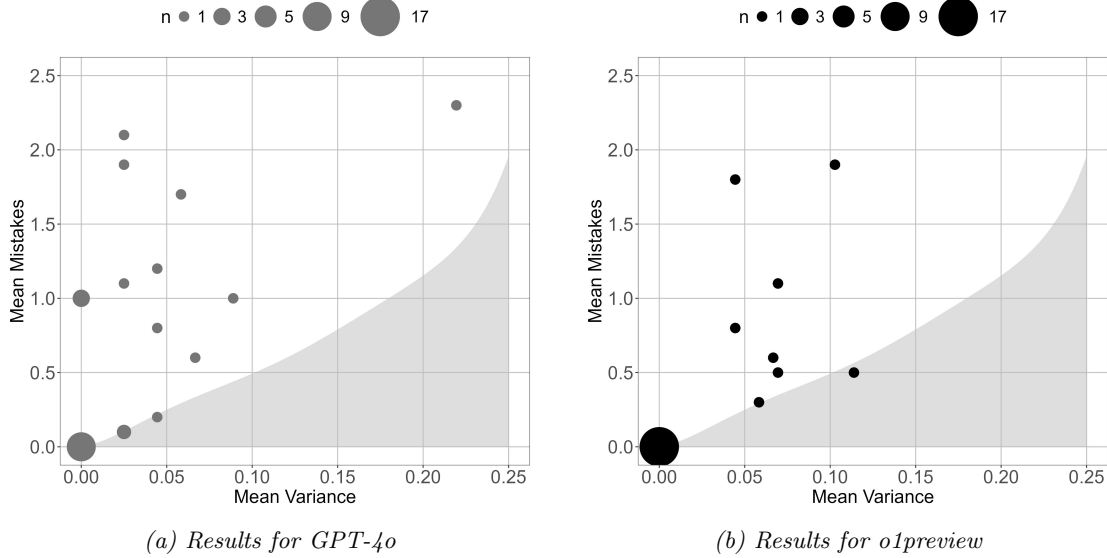 n 1 3 5 9 17
Mean Mistakes
2.5
2.0
1.5
1.0
0.5
0.0
0.00 0.05 0.10 0.15 0.20 0.25
Mean Variance
(a) Results for GPT-4o
n 1 3 5 9 17
Mean Mistakes
2.5
2.0
1.5
1.0
0.5
0.0
0.00 0.05 0.10 0.15 0.20 0.25
Mean Variance
(b) Results for o1preview